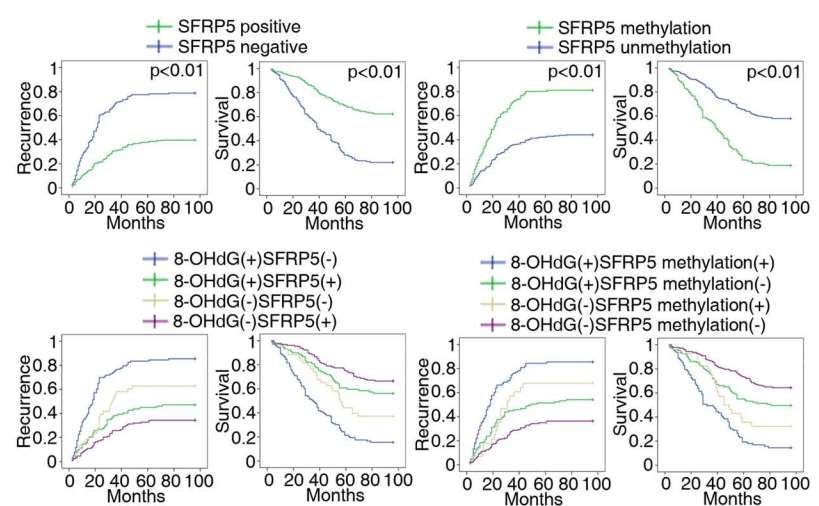 SFRP5 positive
SFRP5 negative
p<0.01
Recurrence
1
0.8
0.6
0.4
0.2
0
0 20 40 60 80 100
Months
p<0.01
Survival
1
0.8
0.6
0.4
0.2
0
0 20 40 60 80 100
Months
SFRP5 methylation
SFRP5 unmethylation
p<0.01
Recurrence
1
0.8
0.6
0.4
0.2
0
0 20 40 60 80 100
Months
p<0.01
Survival
1
0.8
0.6
0.4
0.2
0
0 20 40 60 80 100
Months
8-OHdG(+)SFRP5(-)
8-OHdG(+)SFRP5(+)
8-OHdG(-)SFRP5(-)
8-OHdG(-)SFRP5(+)
Recurrence
1
0.8
0.6
0.4
0.2
0
0 20 40 60 80 100
Months
Survival
1
0.8
0.6
0.4
0.2
0
0 20 40 60 80 100
Months
8-OHdG(+)SFRP5 methylation(+)
8-OHdG(+)SFRP5 methylation(-)
8-OHdG(-)SFRP5 methylation(+)
8-OHdG(-)SFRP5 methylation(-)
Recurrence
1
0.8
0.6
0.4
0.2
0
0 20 40 60 80 100
Months
Survival
1
0.8
0.6
0.4
0.2
0
0 20 40 60 80 100
Months